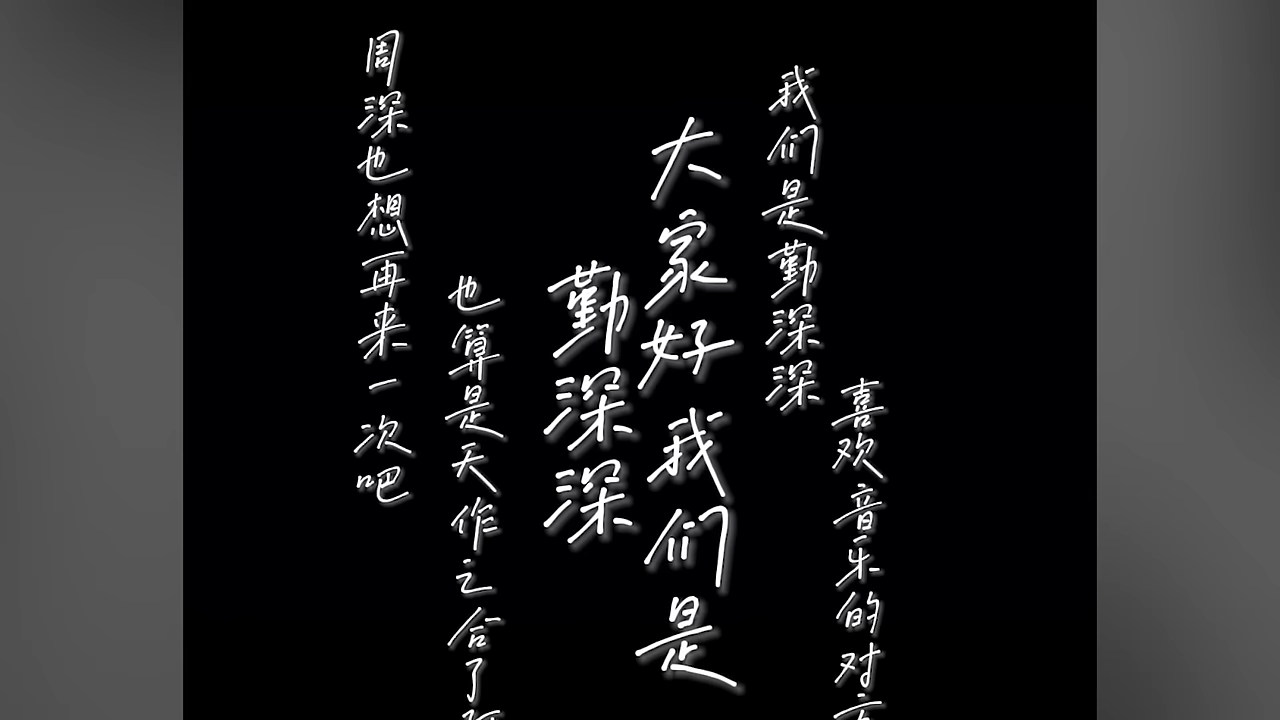 喜欢音乐的对方
我们是勤深深
大家好我们是
勤深深
也算是天作之合了
周深也想再来一次吧